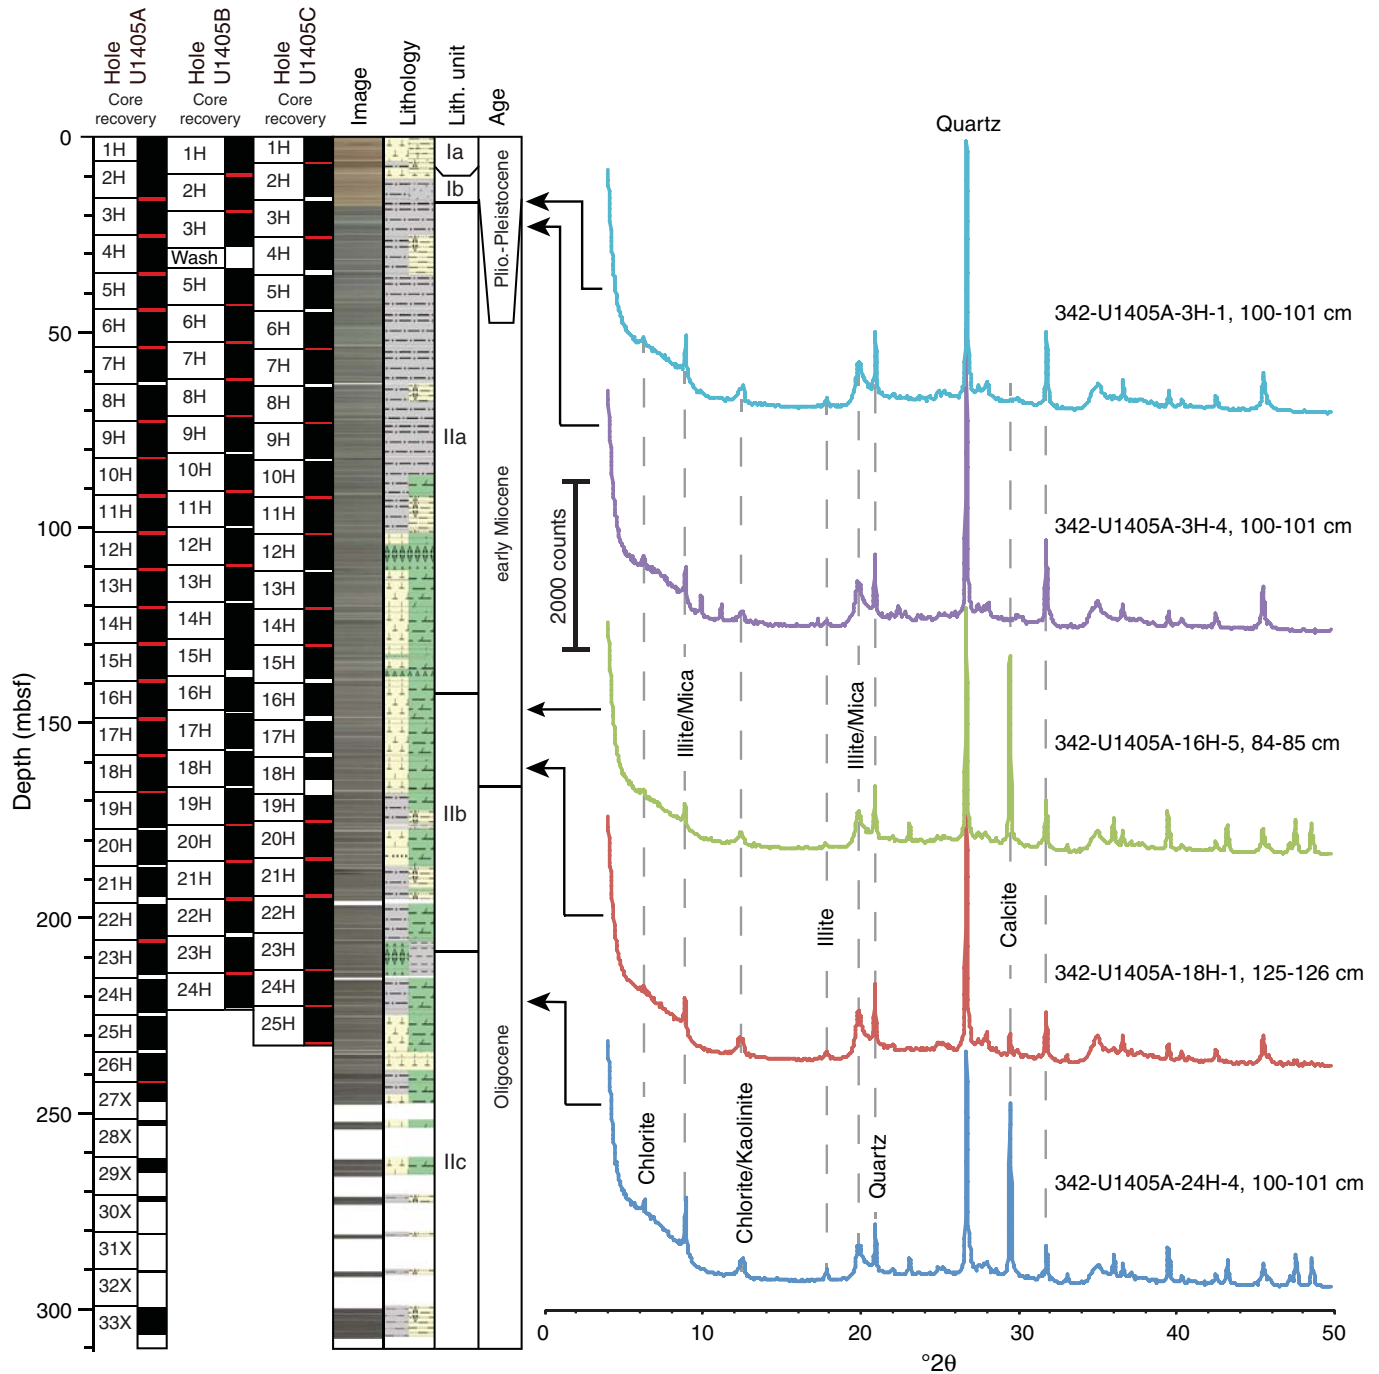 Hole U1405A
Core recovery
Hole U1405B
Core recovery
Hole U1405C
Core recovery
Image
Lithology
Lith. unit
Age
Depth (mbsf)
0
50
100
150
200
250
300
1H
2H
3H
4H
5H
6H
7H
8H
9H
10H
11H
12H
13H
14H
15H
16H
17H
18H
19H
20H
21H
22H
23H
24H
25H
26H
27X
28X
29X
30X
31X
32X
33X
1H
2H
3H
Wash
5H
6H
7H
8H
9H
10H
11H
12H
13H
14H
15H
16H
17H
18H
19H
20H
21H
22H
23H
24H
1H
2H
3H
4H
5H
6H
7H
8H
9H
10H
11H
12H
13H
14H
15H
16H
17H
18H
19H
20H
21H
22H
23H
24H
25H
Ia
Ib
IIa
IIb
IIc
Plio.-Pleistocene
early Miocene
Oligocene
Quartz
342-U1405A-3H-1, 100-101 cm
342-U1405A-3H-4, 100-101 cm
2000 counts
Illite/Mica
Illite/Mica
342-U1405A-16H-5, 84-85 cm
Illite
Calcite
342-U1405A-18H-1, 125-126 cm
Chlorite
Chlorite/Kaolinite
Quartz
342-U1405A-24H-4, 100-101 cm
0
10
20
30
40
50
°2θ